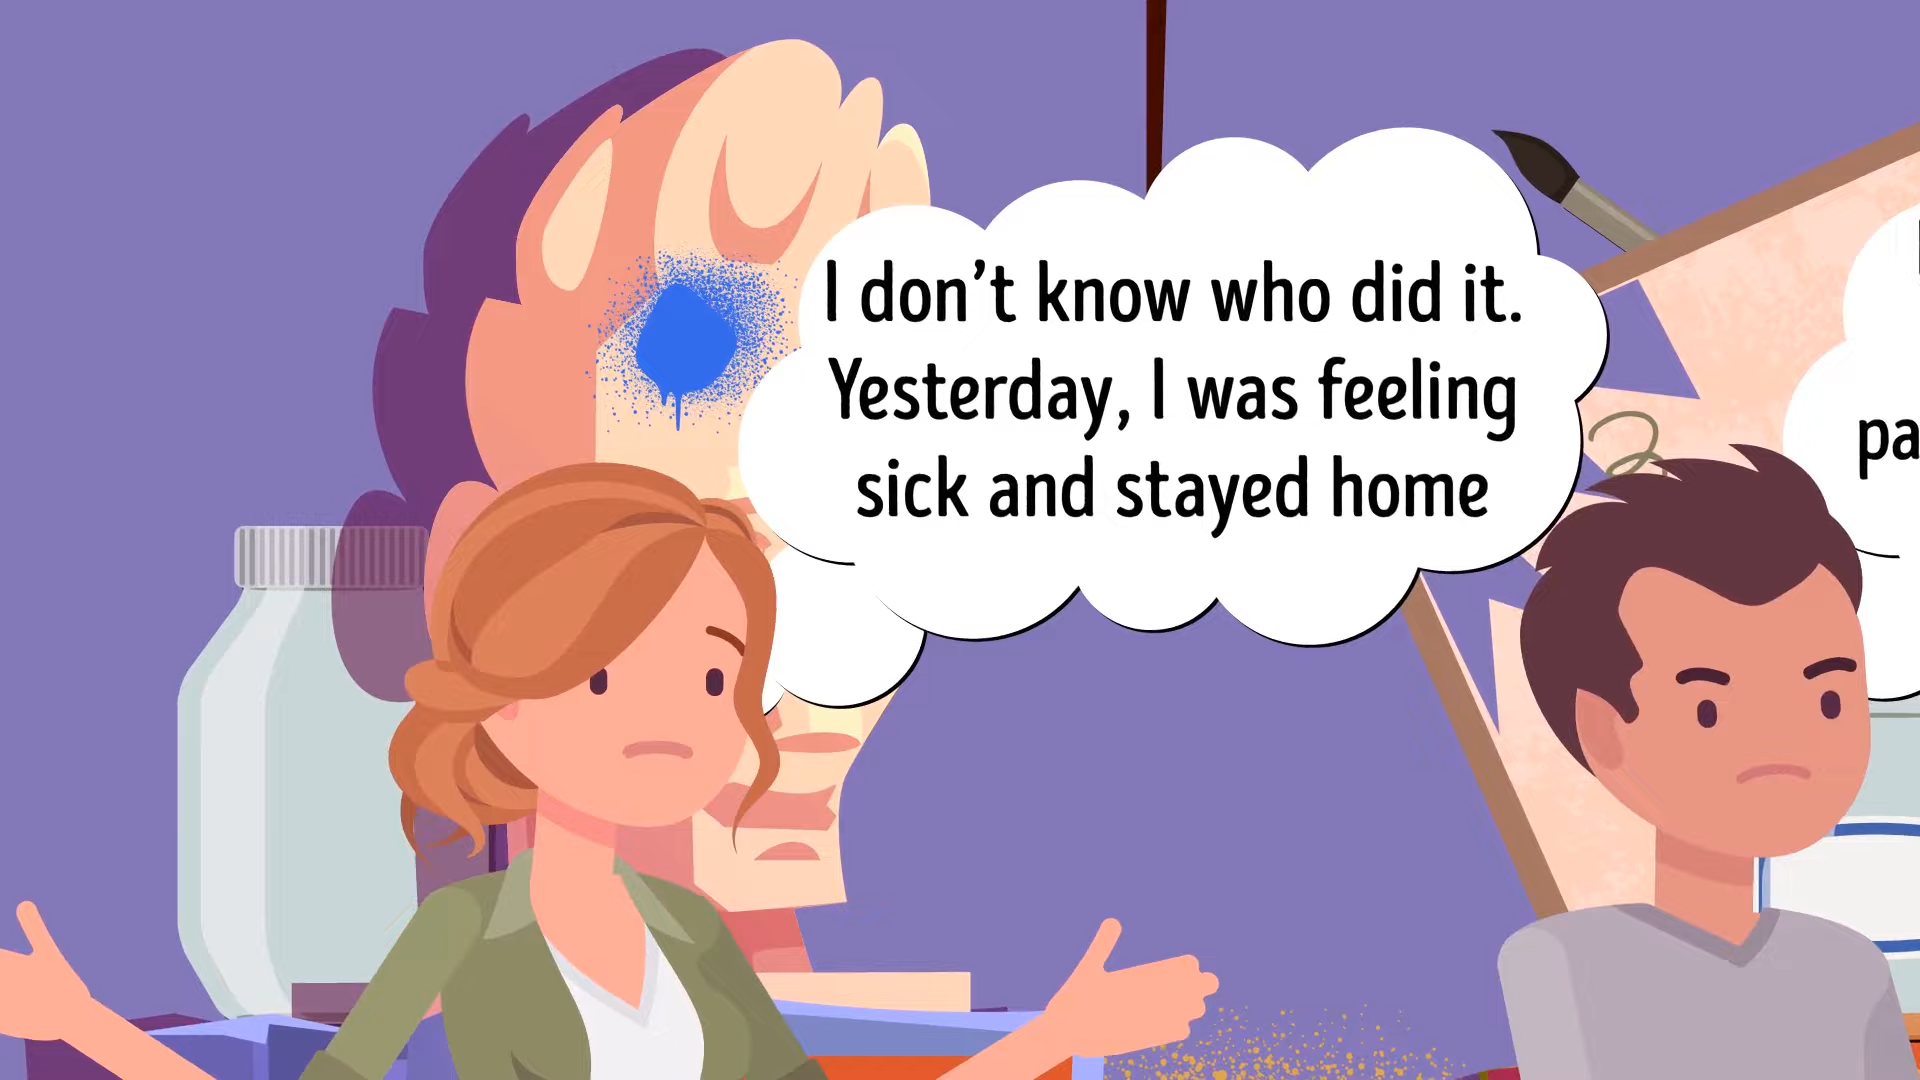 I don’t know who did it.
Yesterday, I was feeling
sick and stayed home